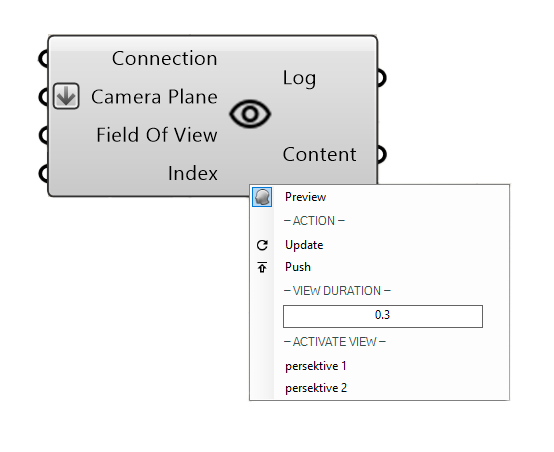 Connection
Camera Plane
Field Of View
Index
Log
Content
Preview
– ACTION –
Update
Push
– VIEW DURATION –
0.3
– ACTIVATE VIEW –
persektive 1
persektive 2